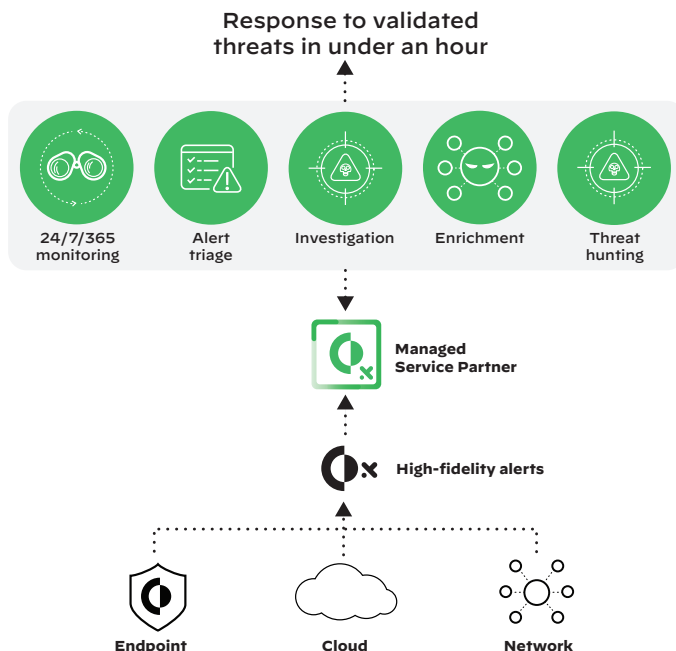 Response to validated
threats in under an hour
24/7/365
monitoring
Alert
triage
Investigation
Enrichment
Threat
hunting
Managed
Service Partner
High-fidelity alerts
Endpoint
Cloud
Network